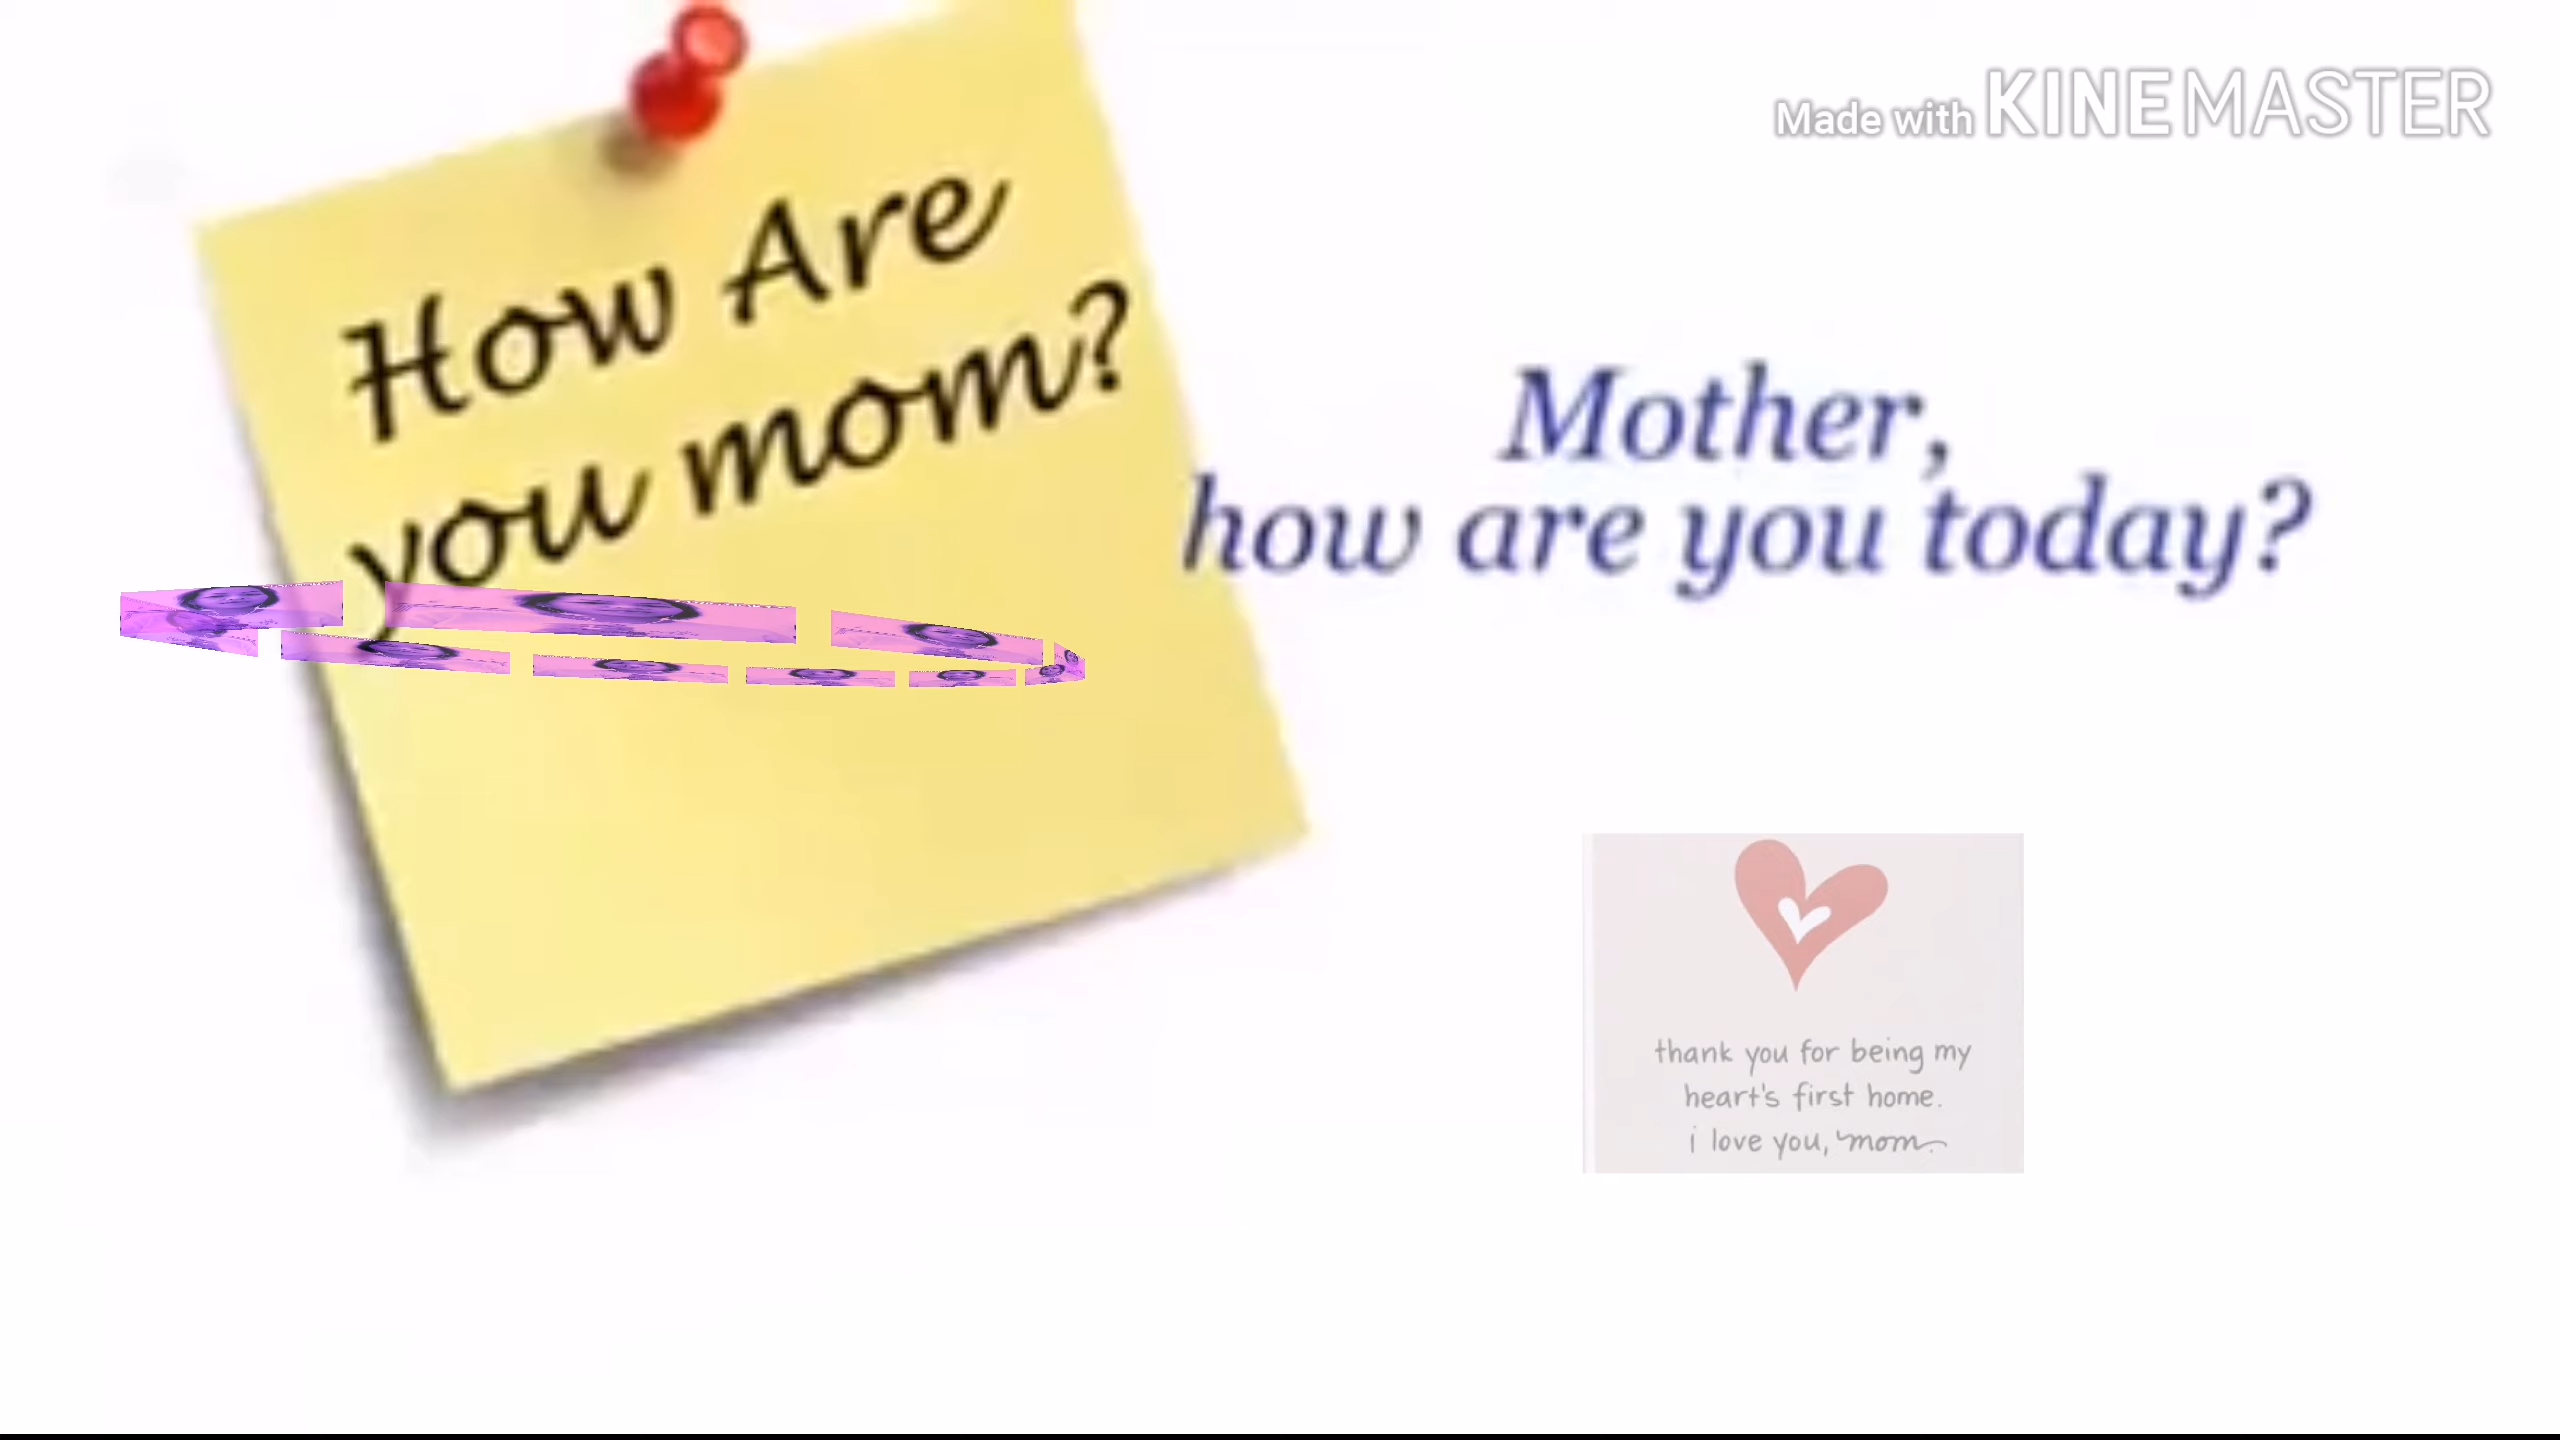 How Are
you mom?
Made with KINEMASTER
Mother,
how are you today?
thank you for being my
heart's first home.
i love you, mom.